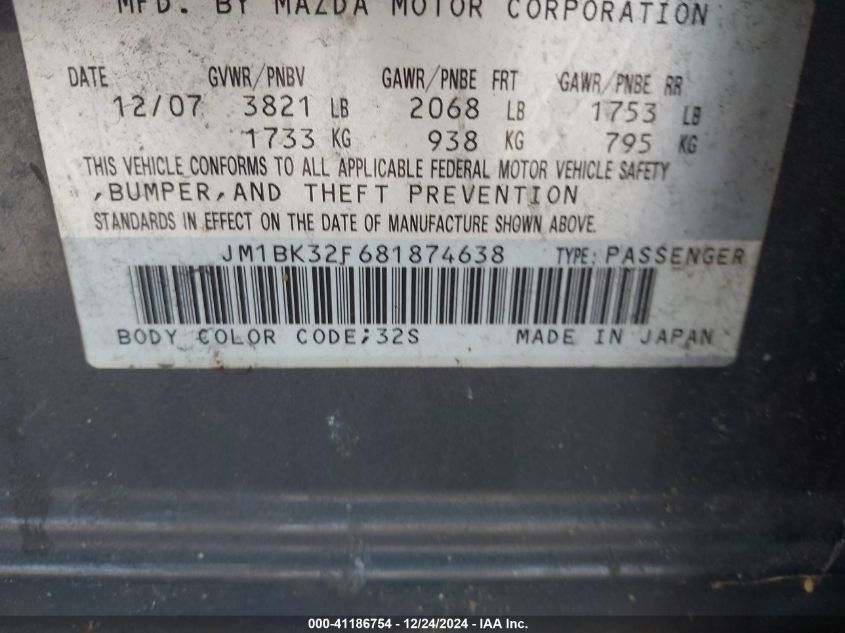 MFD. BY MAZDA MOTOR CORPORATION
DATE GVWR/PNBV GAWR/PNBE FRT GAWR/PNBE RR
12/07 3821 LB 2068 LB 1753 LB
1733 KG 938 KG 795 KG
THIS VEHICLE CONFORMS TO ALL APPLICABLE FEDERAL MOTOR VEHICLE SAFETY
,BUMPER,AND THEFT PREVENTION
STANDARDS IN EFFECT ON THE DATE OF MANUFACTURE SHOWN ABOVE.
JM1BK32F681874638 TYPE: PASSENGER
BODY COLOR CODE;32S MADE IN JAPAN
000-41186754 - 12/24/2024 - IAA Inc.